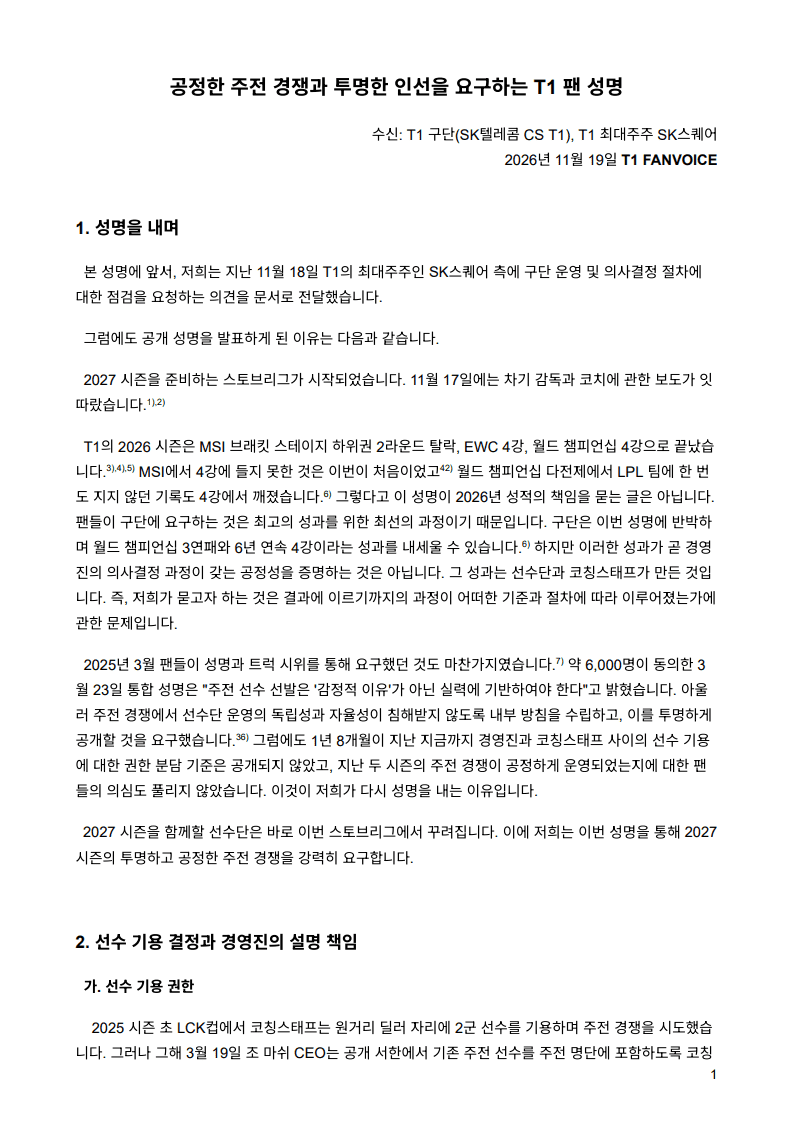 공정한 주전 경쟁과 투명한 인선을 요구하는 T1 팬 성명
수신: T1 구단(SK텔레콤 CS T1), T1 최대주주 SK스퀘어
2026년 11월 19일 T1 FANVOICE
1. 성명을 내며
본 성명에 앞서, 저희는 지난 11월 18일 T1의 최대주주인 SK스퀘어 측에 구단 운영 및 의사결정 절차에
대한 점검을 요청하는 의견을 문서로 전달했습니다.
그럼에도 공개 성명을 발표하게 된 이유는 다음과 같습니다.
2027 시즌을 준비하는 스토브리그가 시작되었습니다. 11월 17일에는 차기 감독과 코치에 관한 보도가 잇
따랐습니다.1),2)
T1의 2026 시즌은 MSI 브래킷 스테이지 하위권 2라운드 탈락, EWC 4강, 월드 챔피언십 4강으로 끝났습
니다.3),4),5) MSI에서 4강에 들지 못한 것은 이번이 처음이었고42) 월드 챔피언십 다전제에서 LPL 팀에 한 번
도 지지 않던 기록도 4강에서 깨졌습니다.6) 그렇다고 이 성명이 2026년 성적의 책임을 묻는 글은 아닙니다.
팬들이 구단에 요구하는 것은 최고의 성과를 위한 최선의 과정이기 때문입니다. 구단은 이번 성명에 반박하
며 월드 챔피언십 3연패와 6년 연속 4강이라는 성과를 내세울 수 있습니다.6) 하지만 이러한 성과가 곧 경영
진의 의사결정 과정이 갖는 공정성을 증명하는 것은 아닙니다. 그 성과는 선수단과 코칭스태프가 만든 것입
니다. 즉, 저희가 묻고자 하는 것은 결과에 이르기까지의 과정이 어떠한 기준과 절차에 따라 이루어졌는가에
관한 문제입니다.
2025년 3월 팬들이 성명과 트럭 시위를 통해 요구했던 것도 마찬가지였습니다.7) 약 6,000명이 동의한 3
월 23일 통합 성명은 "주전 선수 선발은 '감정적 이유'가 아닌 실력에 기반하여야 한다"고 밝혔습니다. 아울
러 주전 경쟁에서 선수단 운영의 독립성과 자율성이 침해받지 않도록 내부 방침을 수립하고, 이를 투명하게
공개할 것을 요구했습니다.36) 그럼에도 1년 8개월이 지난 지금까지 경영진과 코칭스태프 사이의 선수 기용
에 대한 권한 분담 기준은 공개되지 않았고, 지난 두 시즌의 주전 경쟁이 공정하게 운영되었는지에 대한 팬
들의 의심도 풀리지 않았습니다. 이것이 저희가 다시 성명을 내는 이유입니다.
2027 시즌을 함께할 선수단은 바로 이번 스토브리그에서 꾸려집니다. 이에 저희는 이번 성명을 통해 2027
시즌의 투명하고 공정한 주전 경쟁을 강력히 요구합니다.
2. 선수 기용 결정과 경영진의 설명 책임
가. 선수 기용 권한
2025 시즌 초 LCK컵에서 코칭스태프는 원거리 딜러 자리에 2군 선수를 기용하며 주전 경쟁을 시도했습
니다. 그러나 그해 3월 19일 조 마쉬 CEO는 공개 서한에서 기존 주전 선수를 주전 명단에 포함하도록 코칭
1